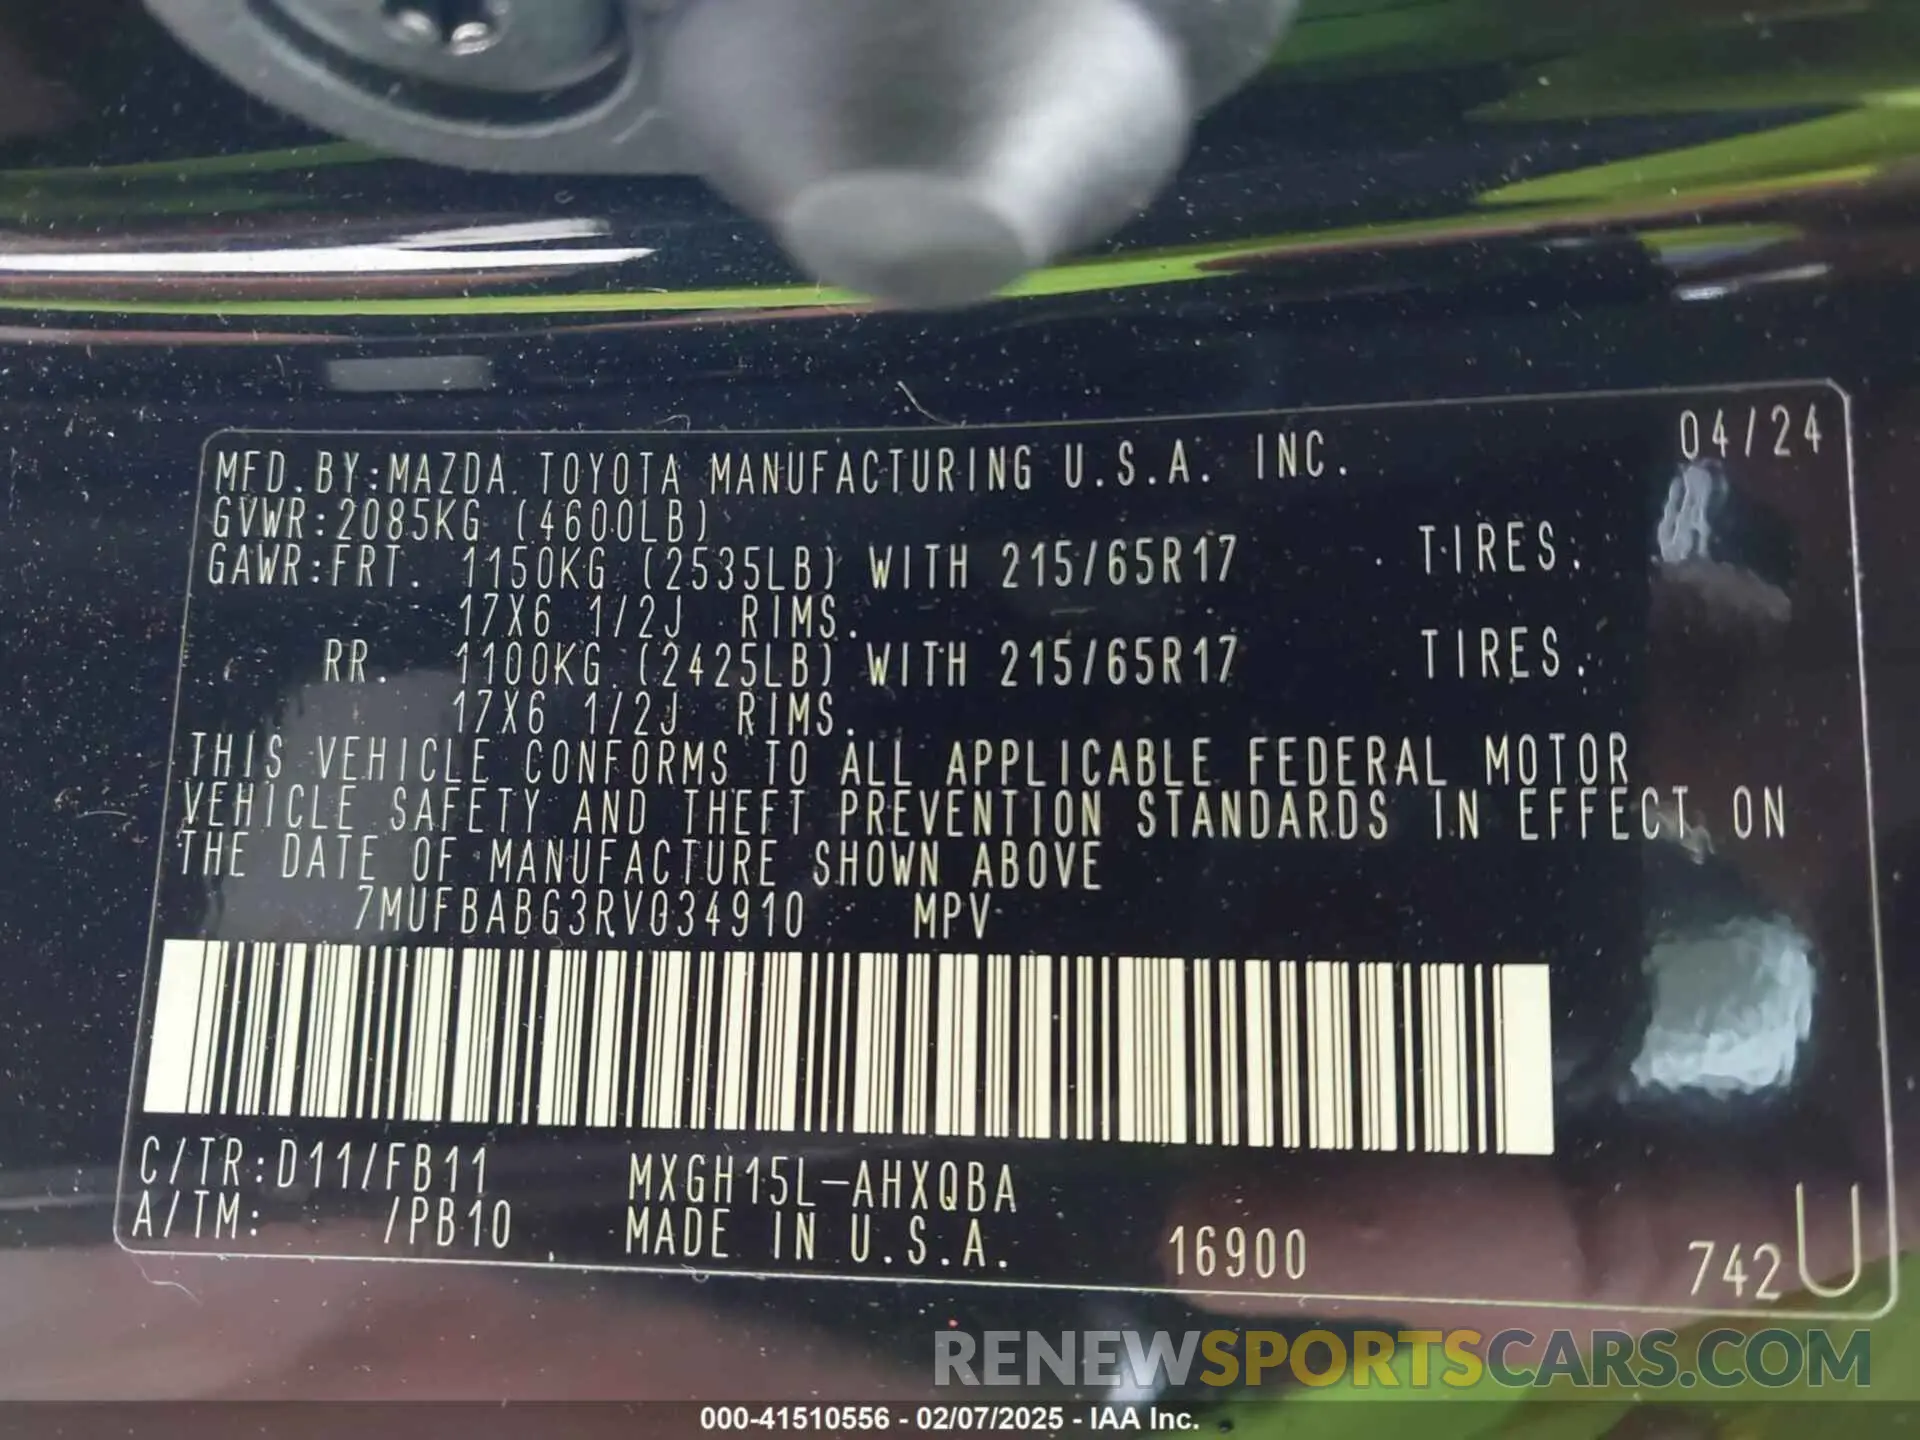 04/24
MFD.BY:MAZDA TOYOTA MANUFACTURING U.S.A. INC.
GVWR:2085KG (4600LB)
GAWR:FRT. 1150KG (2535LB) WITH 215/65R17 TIRES.
17X6 1/2J RIMS.
RR. 1100KG (2425LB) WITH 215/65R17 TIRES.
17X6 1/2J RIMS.
THIS VEHICLE CONFORMS TO ALL APPLICABLE FEDERAL MOTOR
VEHICLE SAFETY AND THEFT PREVENTION STANDARDS IN EFFECT ON
THE DATE OF MANUFACTURE SHOWN ABOVE
7MUFBABG3RV034910 MPV
C/TR:D11/FB11 MXGH15L-AHXQBA
A/TM: /PB10 MADE IN U.S.A. 16900 742U
RENEWSPORTSCARS.COM
000-41510556 - 02/07/2025 - IAA Inc.